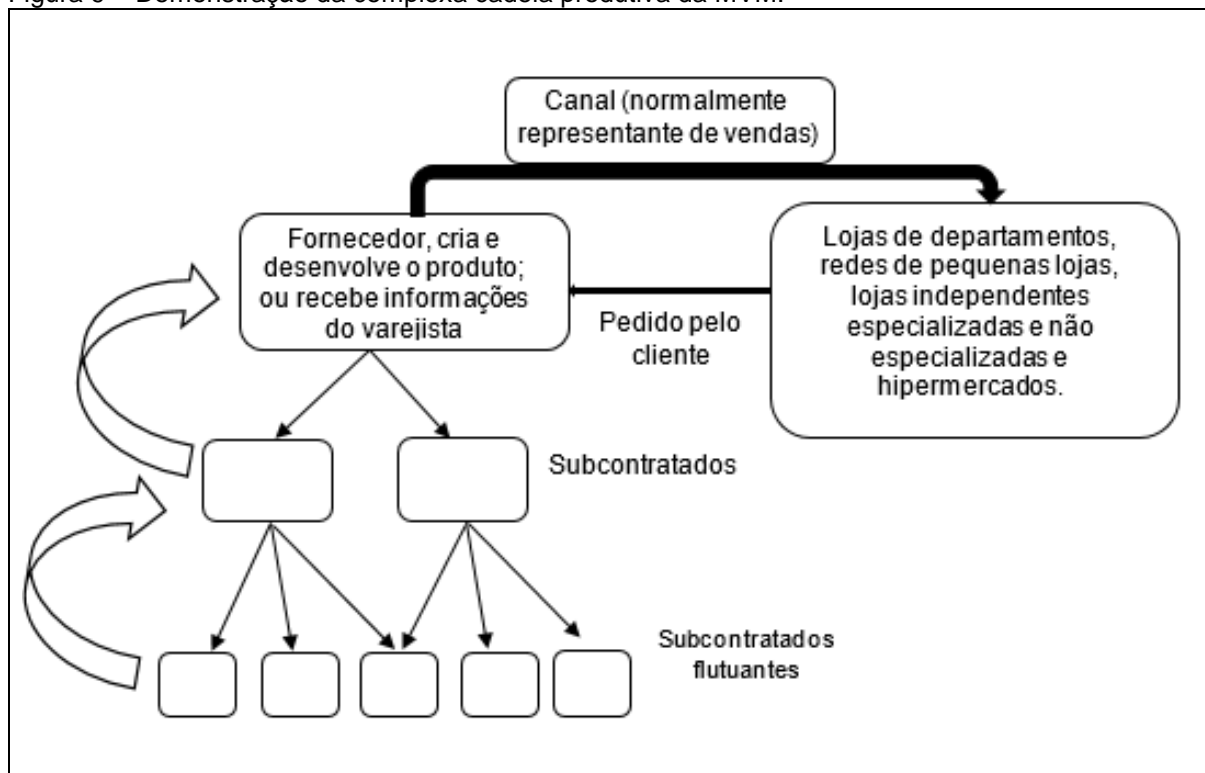 Canal (normalmente
representante de vendas)
Fornecedor, cria e
desenvolve o produto;
ou recebe informações
do varejista
Lojas de departamentos,
redes de pequenas lojas,
lojas independentes
especializadas e não
especializadas e
hipermercados.
Pedido pelo
cliente
Subcontratados
Subcontratados
flutuantes